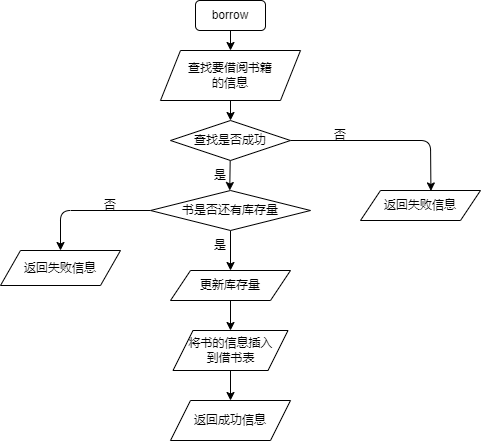 borrow
查找要借阅书籍
的信息
查找是否成功
否
是
书是否还有库存量
否
返回失败信息
返回失败信息
是
更新库存量
将书的信息插入
到借书表
返回成功信息